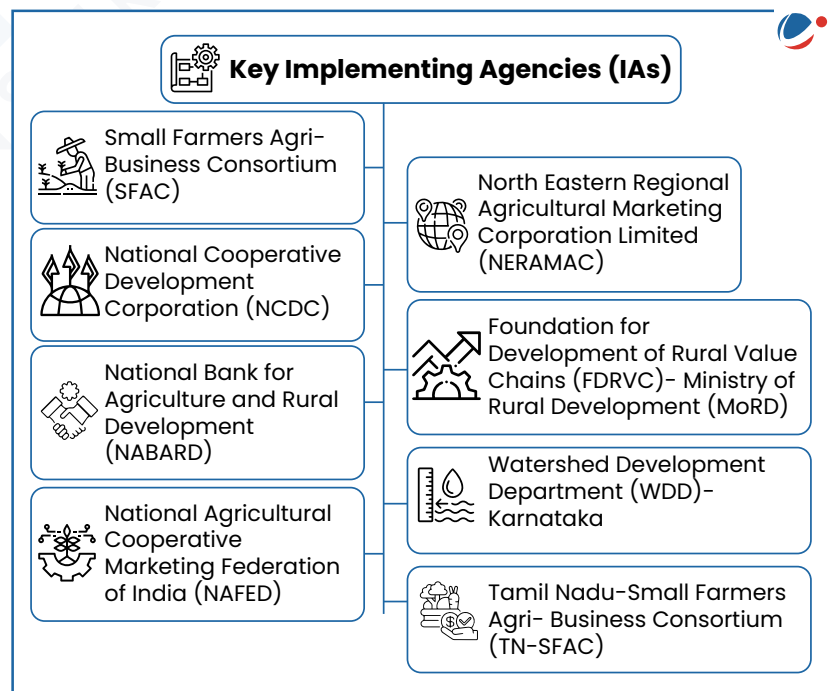 Key Implementing Agencies (IAs)
Small Farmers Agri-
Business Consortium
(SFAC)
National Cooperative
Development
Corporation (NCDC)
National Bank for
Agriculture and Rural
Development
(NABARD)
National Agricultural
Cooperative
Marketing Federation
of India (NAFED)
North Eastern Regional
Agricultural Marketing
Corporation Limited
(NERAMAC)
Foundation for
Development of Rural Value
Chains (FDRVC)- Ministry of
Rural Development (MoRD)
Watershed Development
Department (WDD)-
Karnataka
Tamil Nadu-Small Farmers
Agri- Business Consortium
(TN-SFAC)